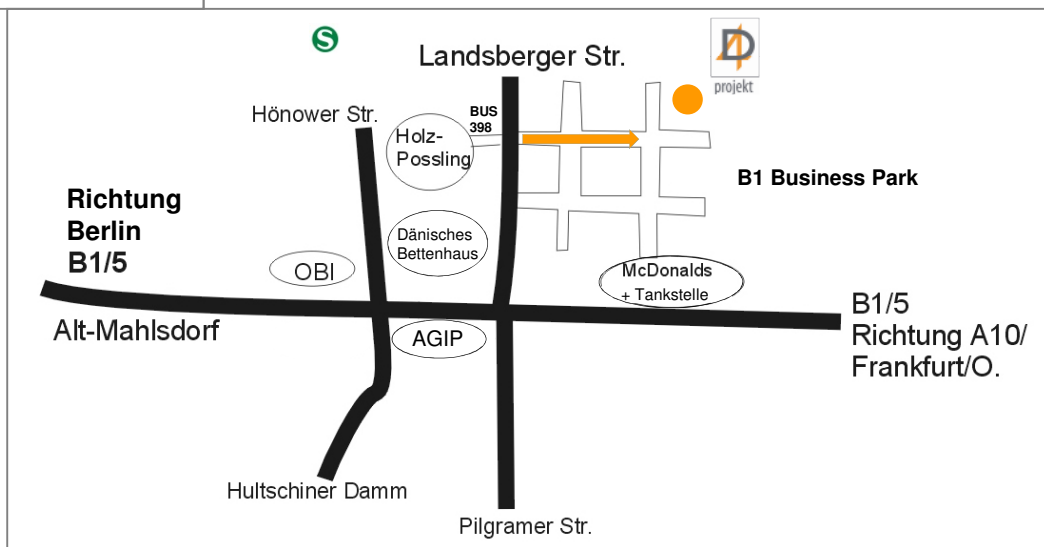 S
Landsberger Str.
D
projekt
Hönower Str.
BUS
398
Holz-
Possling
B1 Business Park
Richtung
Berlin
B1/5
Dänisches
Bettenhaus
OBI
McDonalds
+ Tankstelle
Alt-Mahlsdorf
AGIP
B1/5
Richtung A10/
Frankfurt/O.
Hultschiner Damm
Pilgramer Str.